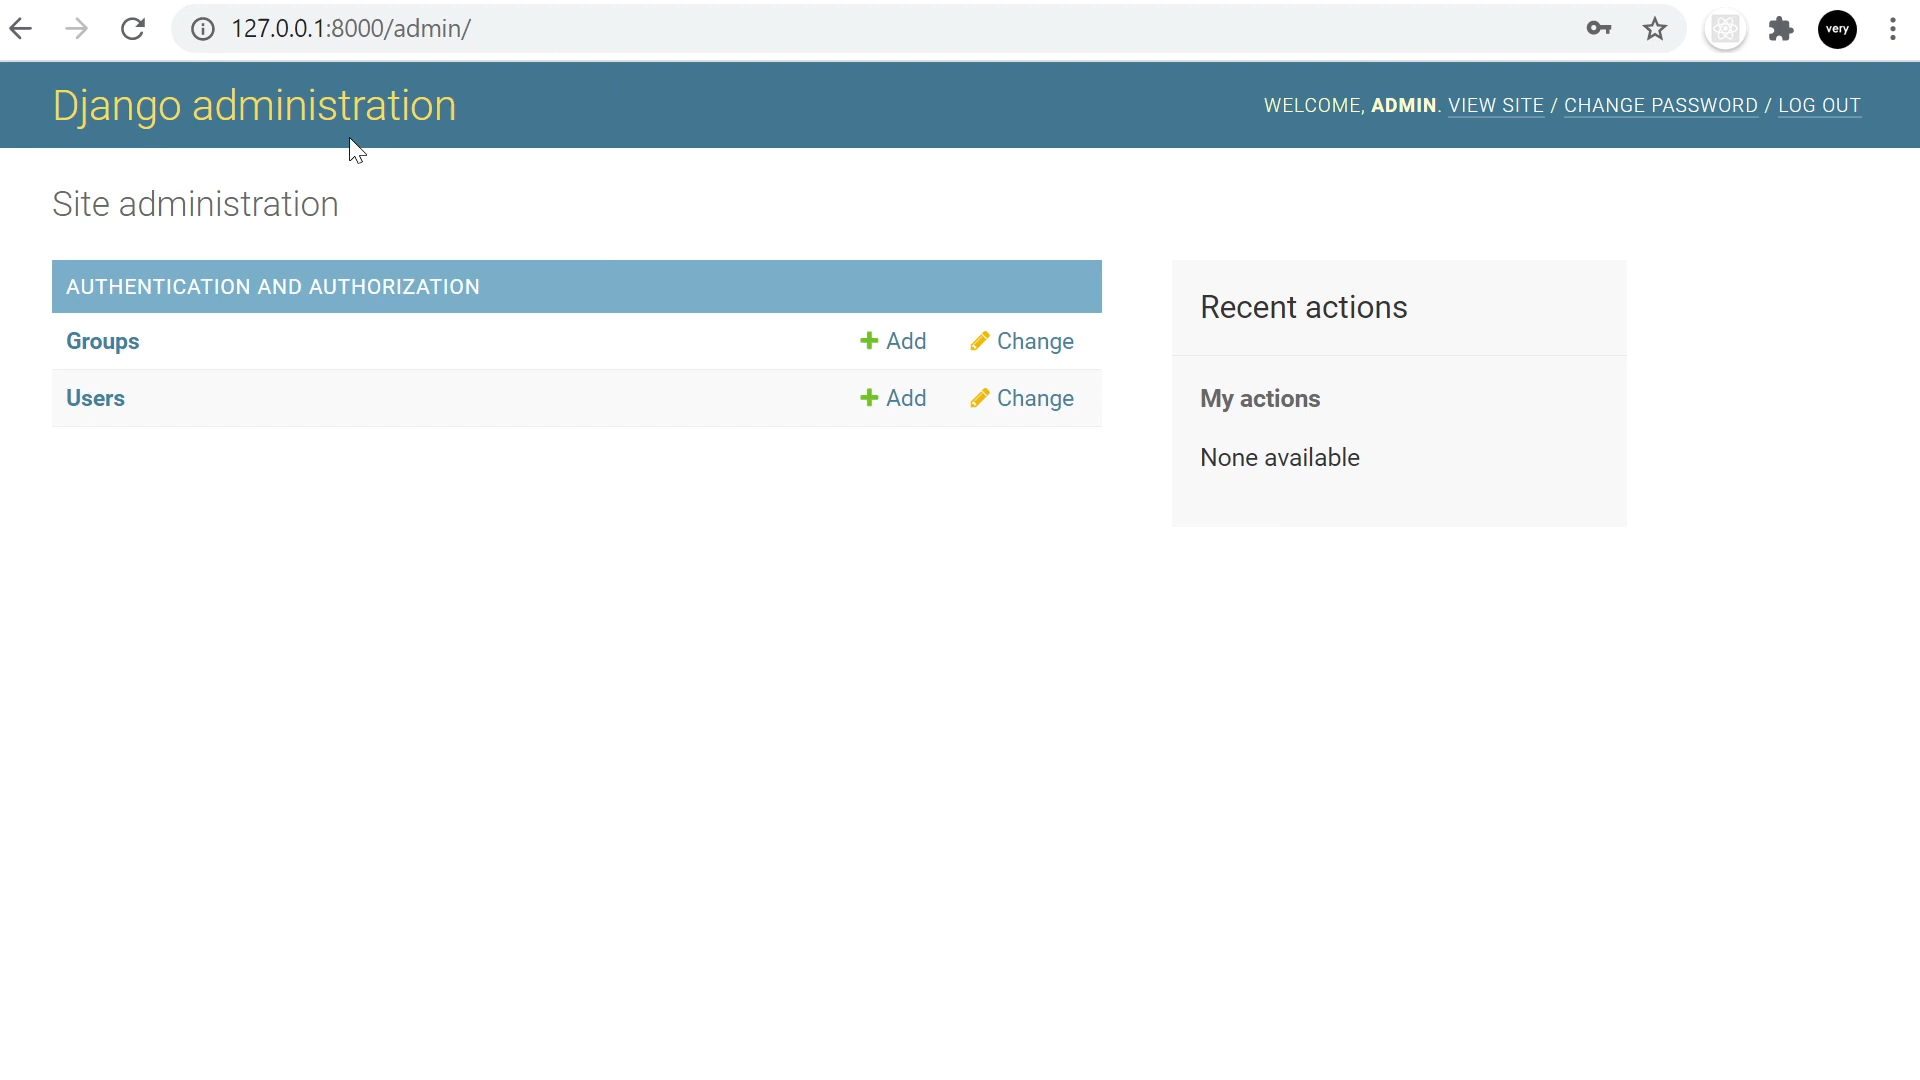 127.0.0.1:8000/admin/
very
Django administration
WELCOME, ADMIN. VIEW SITE / CHANGE PASSWORD / LOG OUT
Site administration
AUTHENTICATION AND AUTHORIZATION
Groups Add Change
Users Add Change
Recent actions
My actions
None available